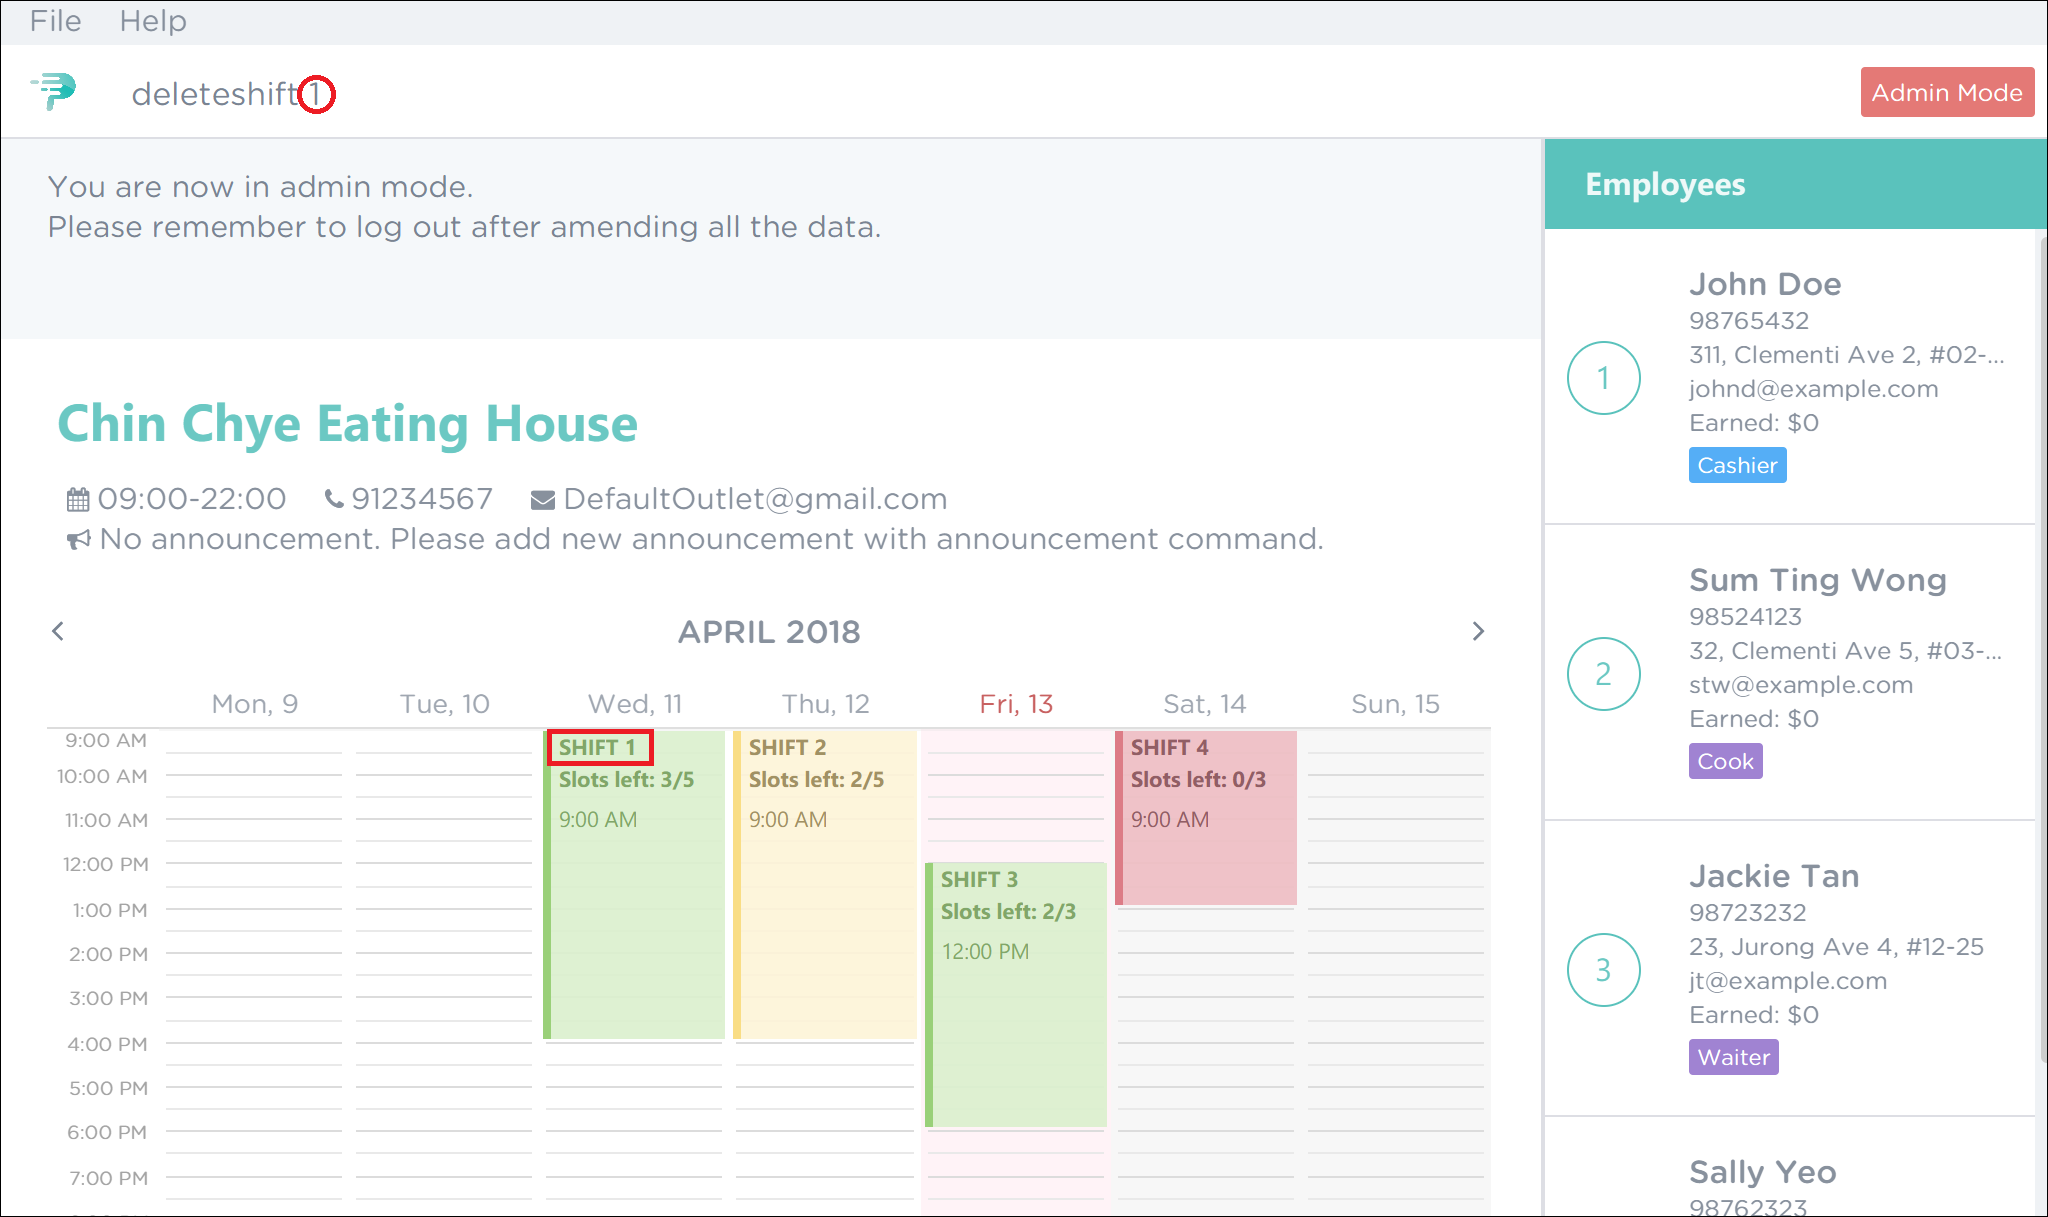 File Help
deleteshift 1
Admin Mode
You are now in admin mode.
Please remember to log out after amending all the data.
Chin Chye Eating House
09:00-22:00 91234567 DefaultOutlet@gmail.com
No announcement. Please add new announcement with announcement command.
APRIL 2018
Mon, 9 Tue, 10 Wed, 11 Thu, 12 Fri, 13 Sat, 14 Sun, 15
9:00 AM
10:00 AM
11:00 AM
12:00 PM
1:00 PM
2:00 PM
3:00 PM
4:00 PM
5:00 PM
6:00 PM
7:00 PM
SHIFT 1
Slots left: 3/5
9:00 AM
SHIFT 2
Slots left: 2/5
9:00 AM
SHIFT 3
Slots left: 2/3
12:00 PM
SHIFT 4
Slots left: 0/3
9:00 AM
Employees
1
John Doe
98765432
311, Clementi Ave 2, #02-...
johnd@example.com
Earned: $0
Cashier
2
Sum Ting Wong
98524123
32, Clementi Ave 5, #03-...
stw@example.com
Earned: $0
Cook
3
Jackie Tan
98723232
23, Jurong Ave 4, #12-25
jt@example.com
Earned: $0
Waiter
Sally Yeo
98762323